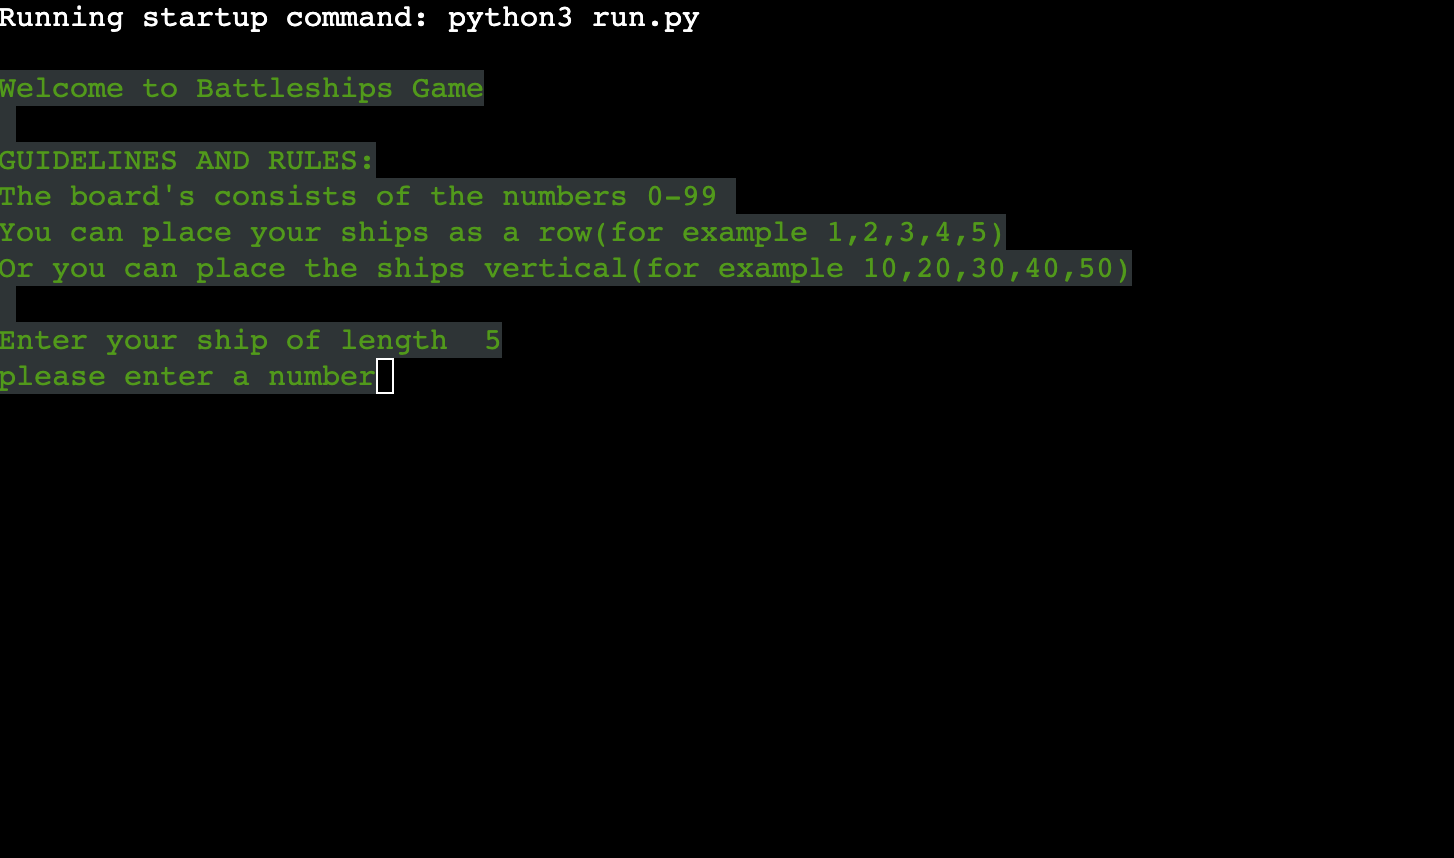 Running startup command: python3 run.py
Welcome to Battleships Game
GUIDELINES AND RULES:
The board's consists of the numbers 0-99
You can place your ships as a row(for example 1,2,3,4,5)
Or you can place the ships vertical(for example 10,20,30,40,50)
Enter your ship of length  5
please enter a number